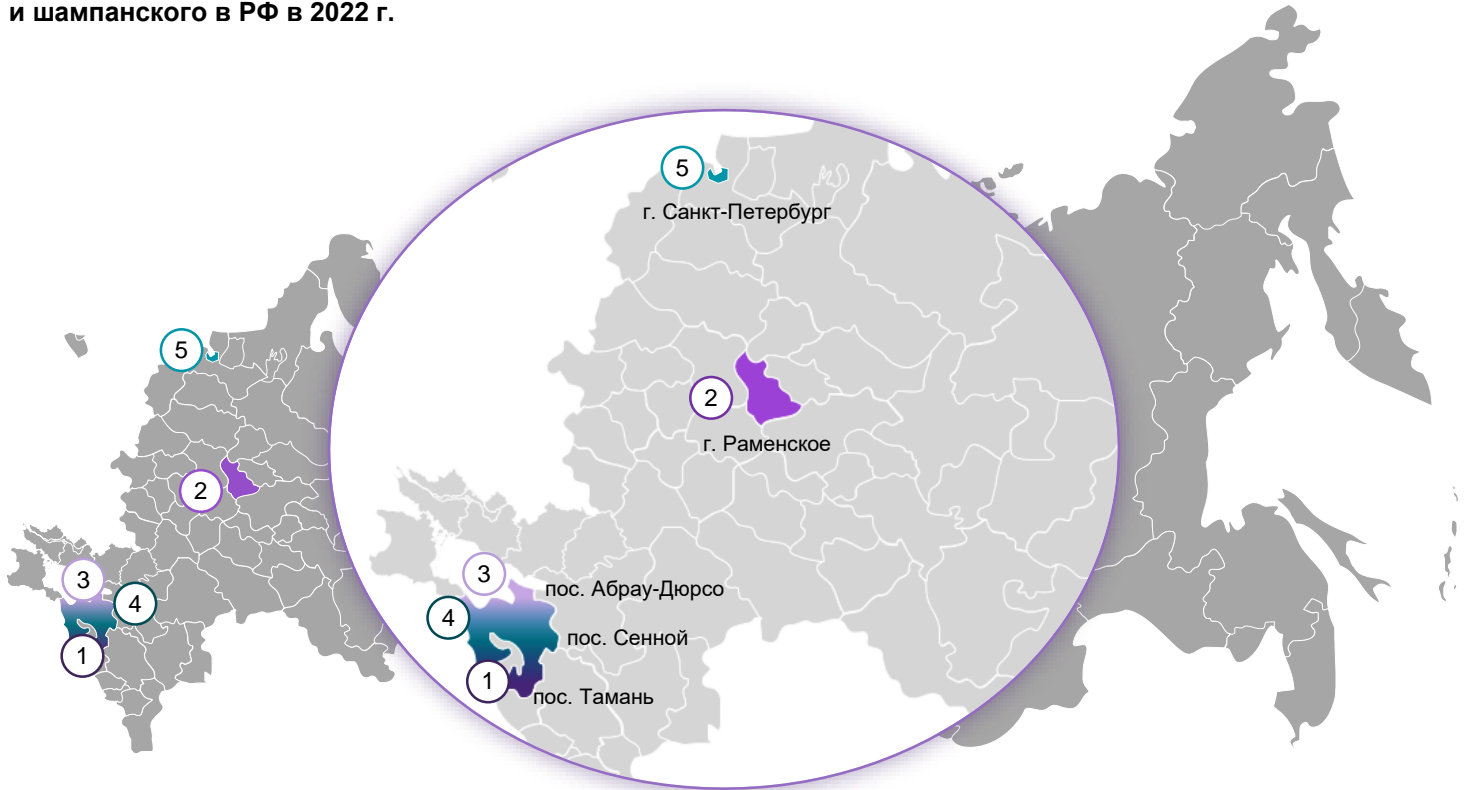 и шампанского в РФ в 2022 г.
5
г. Санкт-Петербург
5
2
г. Раменское
2
3
пос. Абрау-Дюрсо
3
4
4
пос. Сенной
1
1
пос. Тамань